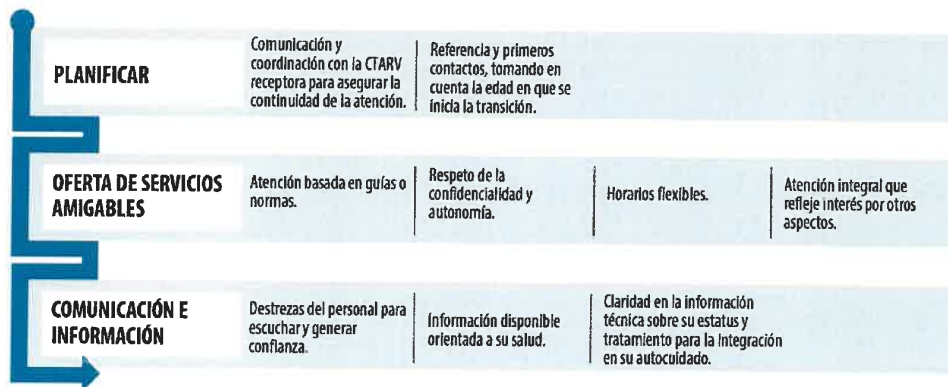 PLANIFICAR
Comunicación y
coordinación con la CTARV
receptora para asegurar la
continuidad de la atención.
Referencia y primeros
contactos, tomando en
cuenta la edad en que se
inicia la transición.
OFERTA DE SERVICIOS
AMIGABLES
Atención basada en guías o
normas.
Respeto de la
confidencialidad y
autonomía.
Horarios flexibles.
Atención integral que
refleje interés por otros
aspectos.
COMUNICACIÓN E
INFORMACIÓN
Destrezas del personal para
escuchar y generar
confianza.
Información disponible
orientada a su salud.
Claridad en la información
técnica sobre su estatus y
tratamiento para la integración
en su autocuidado.